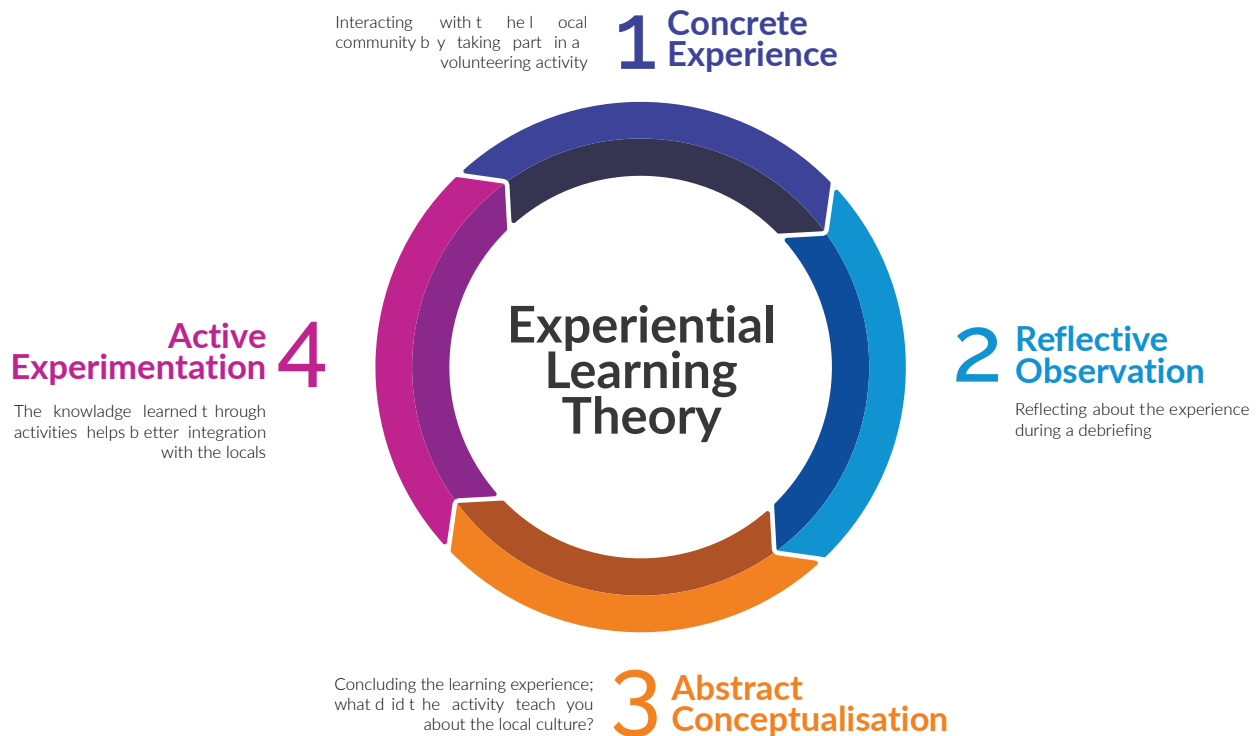 Interacting with t he l ocal
community b y taking part in a
volunteering activity
1 Concrete
Experience
Experiential
Learning
Theory
2 Reflective
Observation
Reflecting about the experience
during a debriefing
3 Abstract
Conceptualisation
Concluding the learning experience;
what d id t he activity teach you
about the local culture?
4 Active
Experimentation
The knowladge learned t hrough
activities helps b etter integration
with the locals